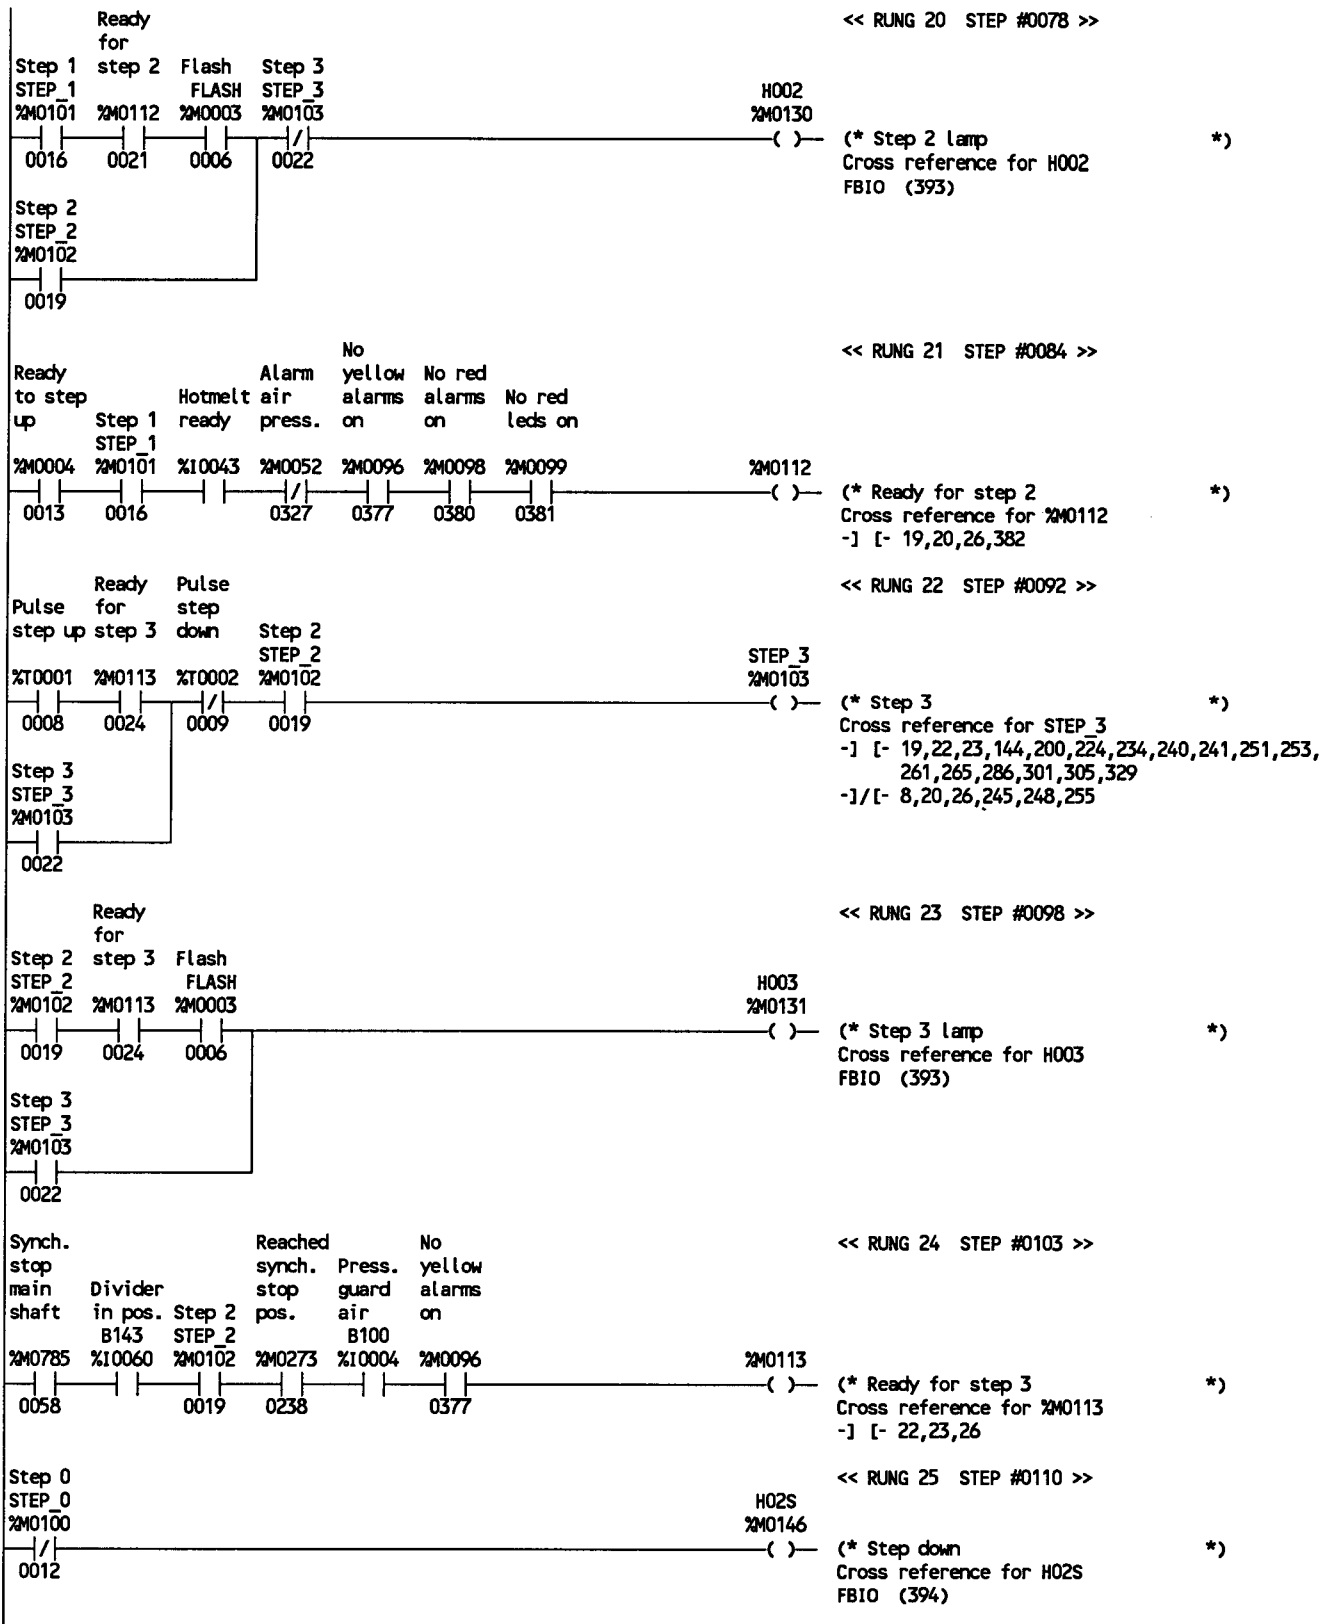 << RUNG 20 STEP #0078 >>
Ready
for
Step 1 step 2 Flash Step 3
STEP_1 FLASH STEP_3 H002
%M0101 %M0112 %M0003 %M0103 %M0130
(* Step 2 lamp *)
0016 0021 0006 0022
Cross reference for H002
FBIO (393)
Step 2
STEP_2
%M0102
0019
<< RUNG 21 STEP #0084 >>
No
Ready Alarm yellow No red
to step Hotmelt air alarms alarms No red
up Step 1 ready press. on on leds on
STEP_1
%M0004 %M0101 %I0043 %M0052 %M0096 %M0098 %M0099 %M0112
(* Ready for step 2 *)
0013 0016 0327 0377 0380 0381
Cross reference for %M0112
-] [- 19,20,26,382
<< RUNG 22 STEP #0092 >>
Ready Pulse
Pulse for step
step up step 3 down Step 2
STEP_2 STEP_3
%T0001 %M0113 %T0002 %M0102 %M0103
(* Step 3 *)
0008 0024 0009 0019
Cross reference for STEP_3
-] [- 19,22,23,144,200,224,234,240,241,251,253,
261,265,286,301,305,329
-]/[- 8,20,26,245,248,255
Step 3
STEP_3
%M0103
0022
<< RUNG 23 STEP #0098 >>
Ready
for
Step 2 step 3 Flash
STEP_2 FLASH H003
%M0102 %M0113 %M0003 %M0131
(* Step 3 lamp *)
0019 0024 0006
Cross reference for H003
FBIO (393)
Step 3
STEP_3
%M0103
0022
<< RUNG 24 STEP #0103 >>
Synch. Reached No
stop synch. Press. yellow
main Divider stop guard alarms
shaft in pos. Step 2 pos. air on
B143 STEP_2 B100
%M0785 %I0060 %M0102 %M0273 %I0004 %M0096 %M0113
(* Ready for step 3 *)
0058 0019 0238 0377
Cross reference for %M0113
-] [- 22,23,26
<< RUNG 25 STEP #0110 >>
Step 0
STEP_0 H02S
%M0100 %M0146
(* Step down *)
0012
Cross reference for H02S
FBIO (394)